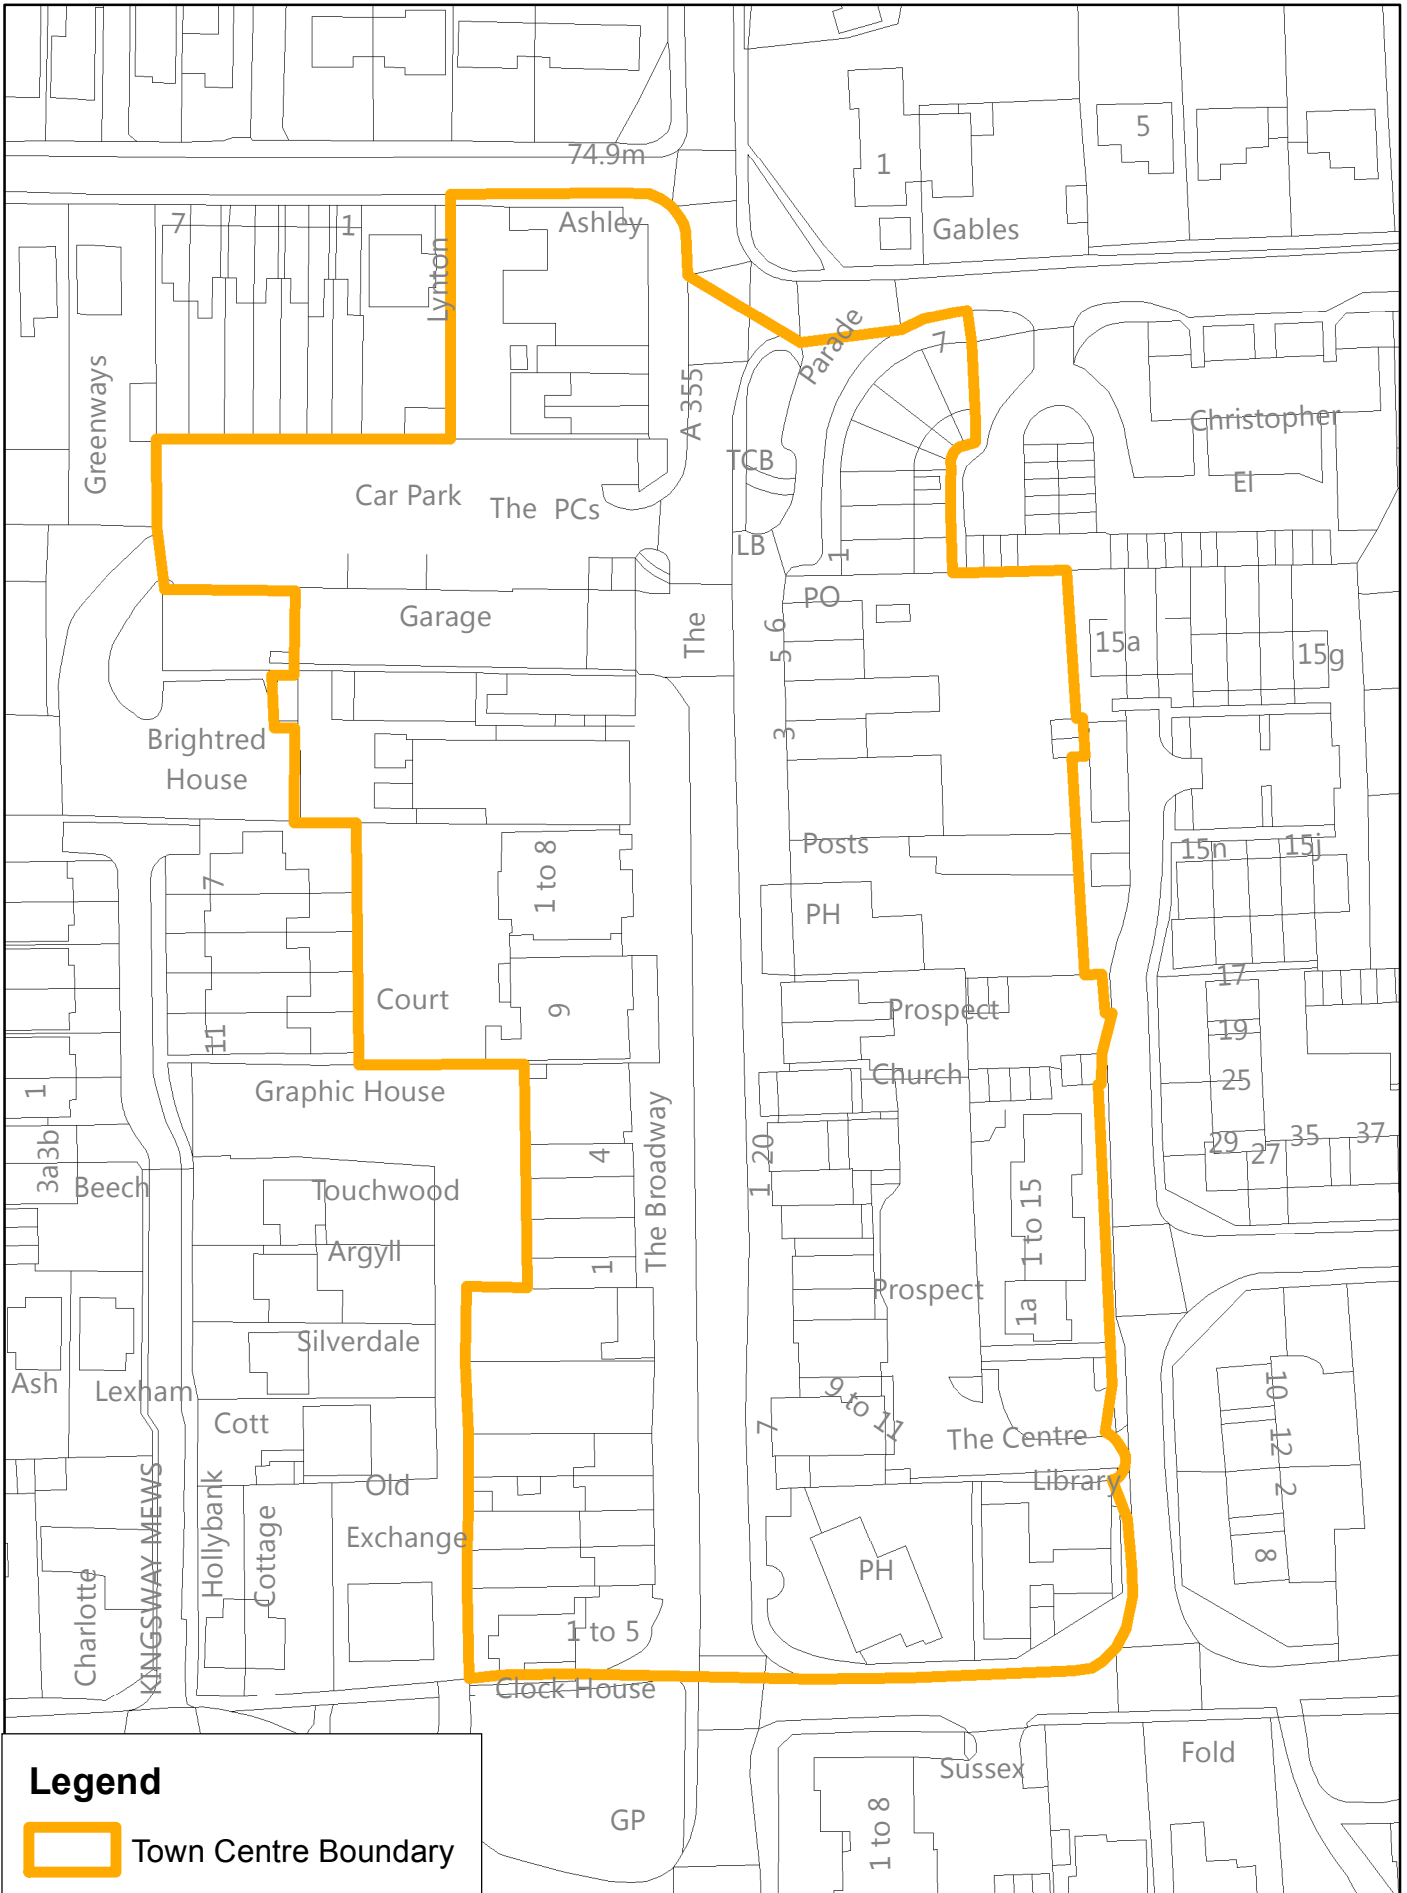 74.9m
5
1
Gables
Ashley
7
1
Lynton
Parade
7
Greenways
A 355
Christopher
El
TCB
Car Park
The PCs
LB
1
PO
Garage
The
6
5
15a
15g
3
Brightred
House
Posts
15n
15j
1 to 8
7
PH
17
Court
9
Prospect
19
11
Church
25
Graphic House
1
29
27
35
37
3a3b
Beech
4
20
1
Touchwood
The Broadway
1 to 15
Argyll
1
Prospect
1a
Silverdale
Ash
Lexham
Cott
7
9 to 11
The Centre
10
12
2
8
Library
Old
Exchange
KINGSWAY MEWS
Hollybank
Cottage
Charlotte
PH
1 to 5
Clock House
Sussex
Fold
GP
1 to 8
Legend
Town Centre Boundary